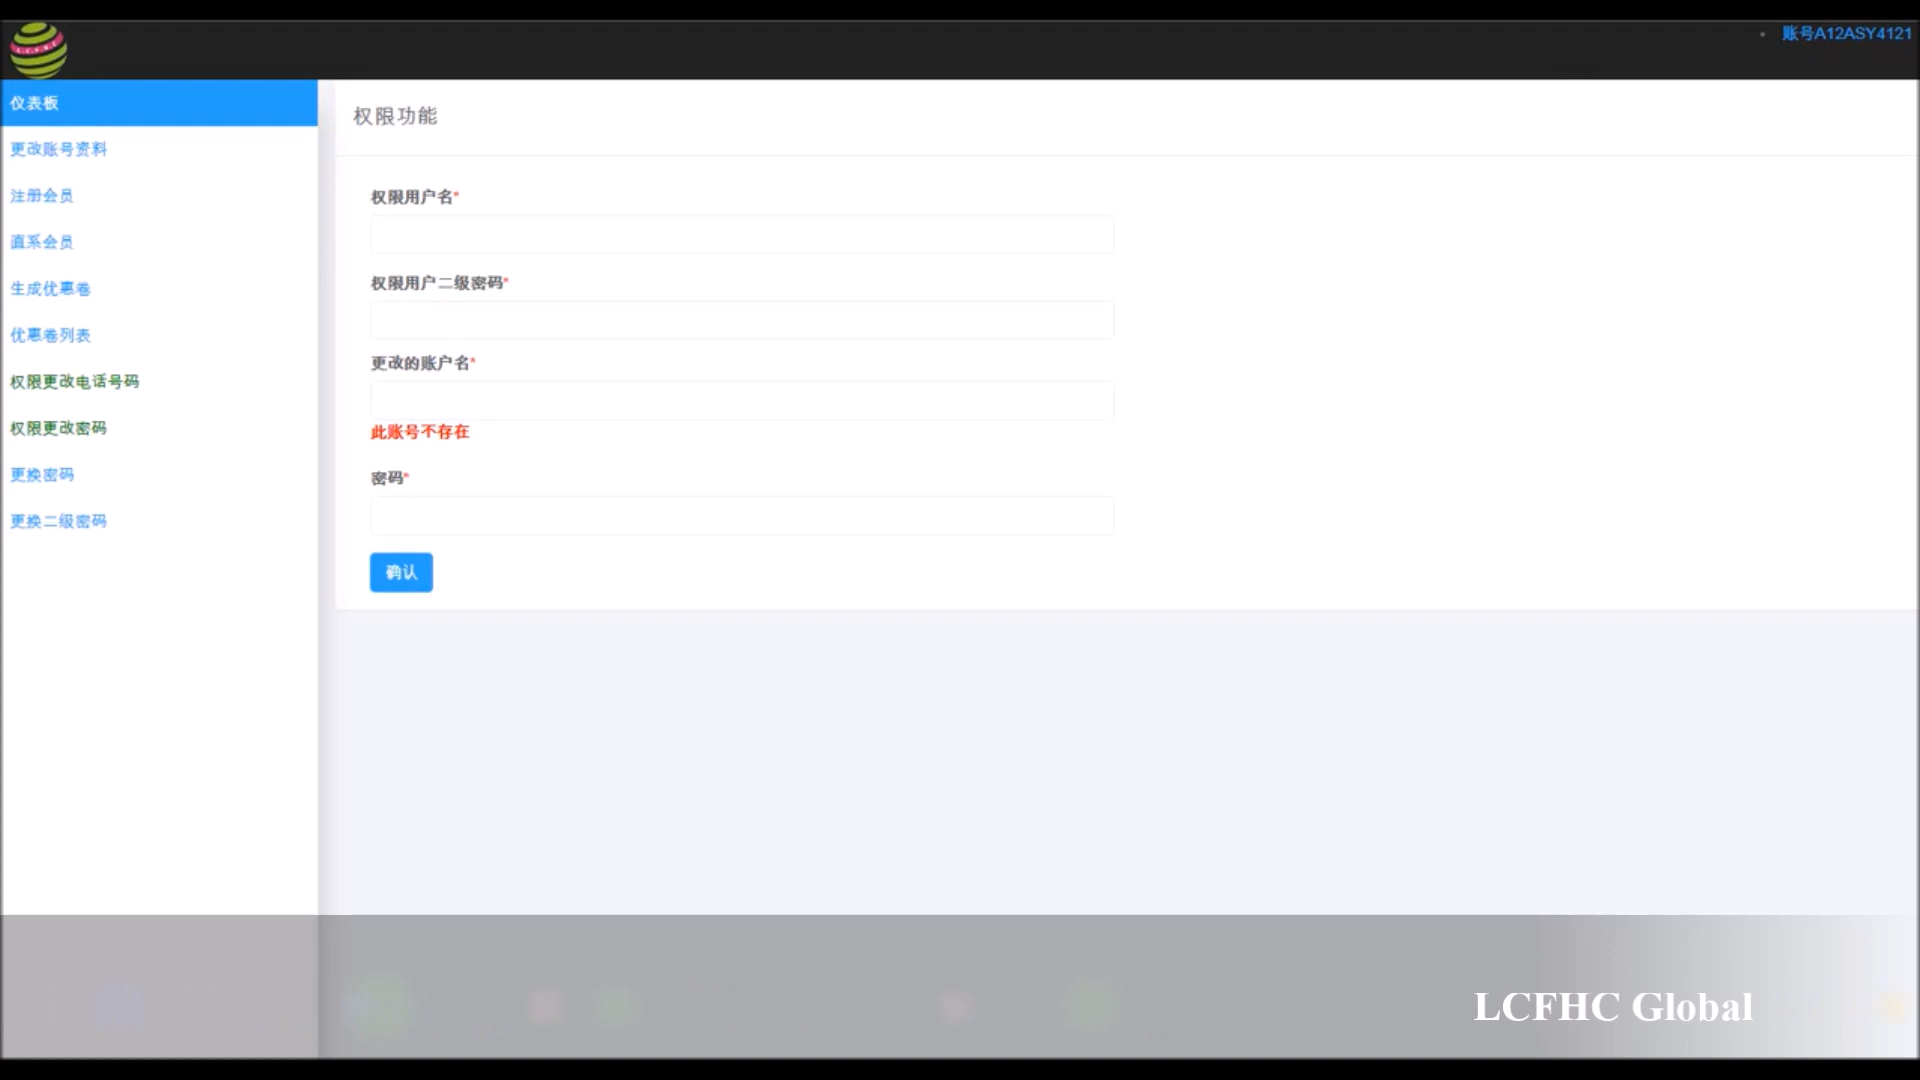 L.C.F.H.C
账号A12ASY4121
仪表板
更改账号资料
注册会员
直系会员
生成优惠卷
优惠卷列表
权限更改电话号码
权限更改密码
更换密码
更换二级密码
权限功能
权限用户名*
权限用户二级密码*
更改的账户名*
此账号不存在
密码*
确认
LCFHC Global